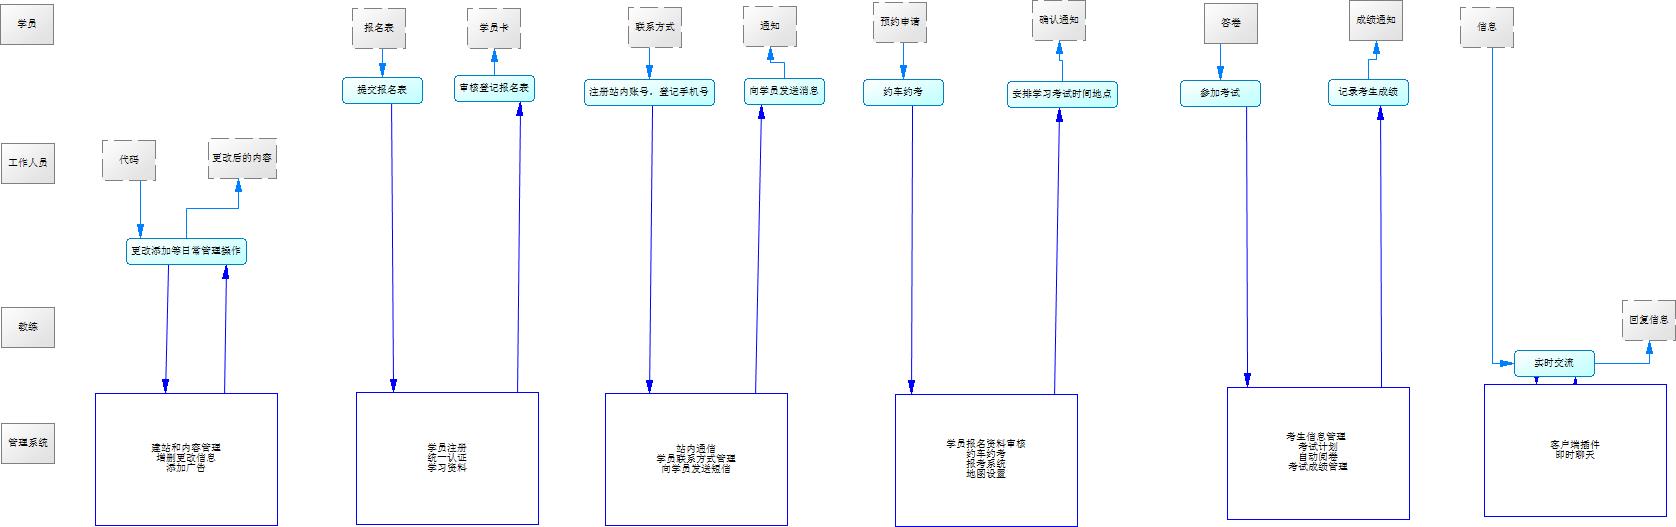 学员
报名表
学员卡
联系方式
通知
预约申请
确认通知
答卷
成绩通知
信息
提交报名表
审核登记报名表
注册站内账号，登记手机号
向学员发送消息
约车约考
安排学习考试时间地点
参加考试
记录考生成绩
工作人员
代码
更改后的内容
更改添加等日常管理操作
教练
回复信息
实时交流
管理系统
建站和内容管理
增删更改信息
添加广告
学员注册
统一认证
学习资料
站内通信
学员联系方式管理
向学员发送短信
学员报名资料审核
约车约考
报考系统
地图设置
考生信息管理
考试计划
自动阅卷
考试成绩管理
客户端插件
即时聊天